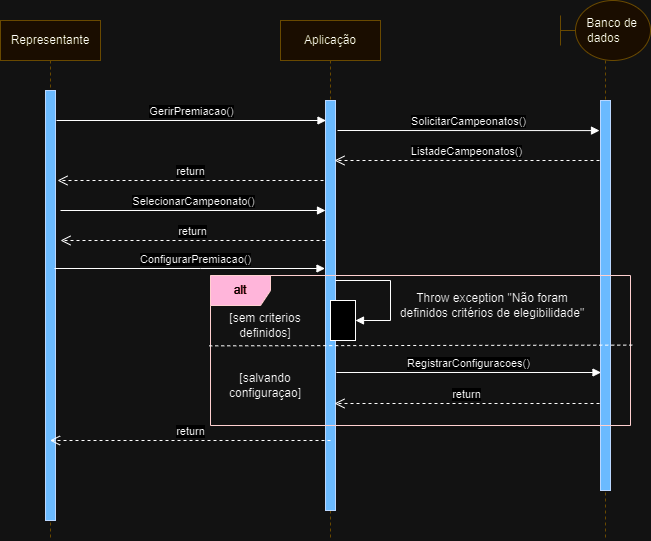 Representante
Aplicação
Banco de
dados
GerirPremiacao()
SolicitarCampeonatos()
ListadeCampeonatos()
return
SelecionarCampeonato()
return
ConfigurarPremiacao()
alt
[sem criterios
definidos]
Throw exception "Não foram
definidos critérios de elegibilidade"
RegistrarConfiguracoes()
[salvando
configuraçao]
return
return